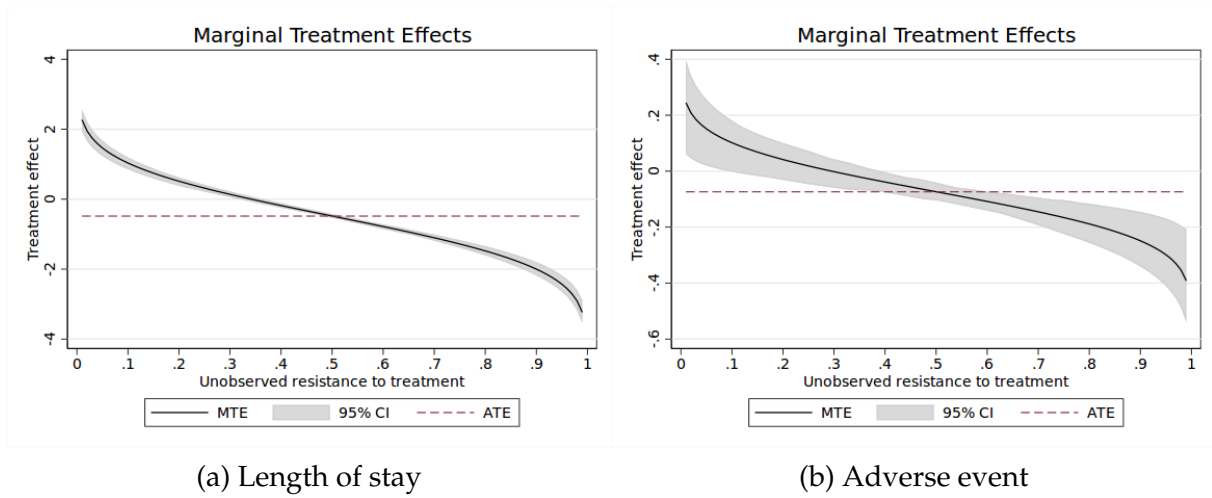 Marginal Treatment Effects
4
2
0
-2
-4
Treatment effect
0 .1 .2 .3 .4 .5 .6 .7 .8 .9 1
Unobserved resistance to treatment
MTE 95% CI ATE
(a) Length of stay
Marginal Treatment Effects
.4
.2
0
-.2
-.4
-.6
Treatment effect
0 .1 .2 .3 .4 .5 .6 .7 .8 .9 1
Unobserved resistance to treatment
MTE 95% CI ATE
(b) Adverse event